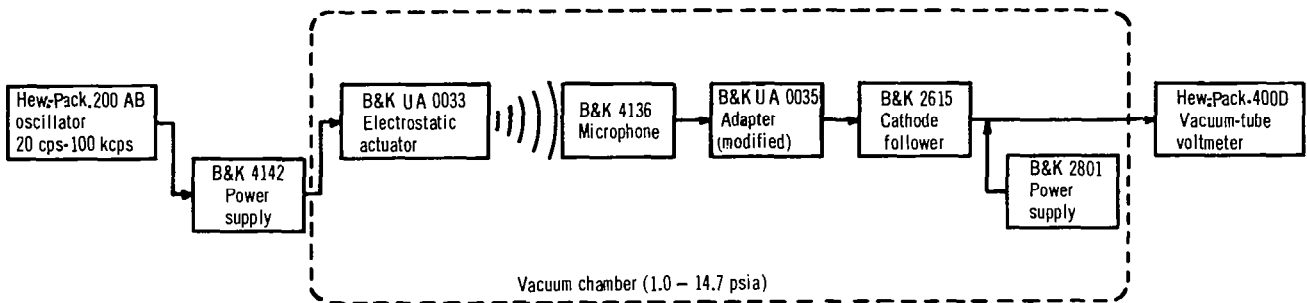 Hew.-Pack. 200 AB
oscillator
20 cps-100 kcps
B&K 4142
Power
supply
B&K UA 0033
Electrostatic
actuator
B&K 4136
Microphone
B&K UA 0035
Adapter
(modified)
B&K 2615
Cathode
follower
B&K 2801
Power
supply
Hew.-Pack. 400D
Vacuum-tube
voltmeter
Vacuum chamber (1.0 – 14.7 psia)